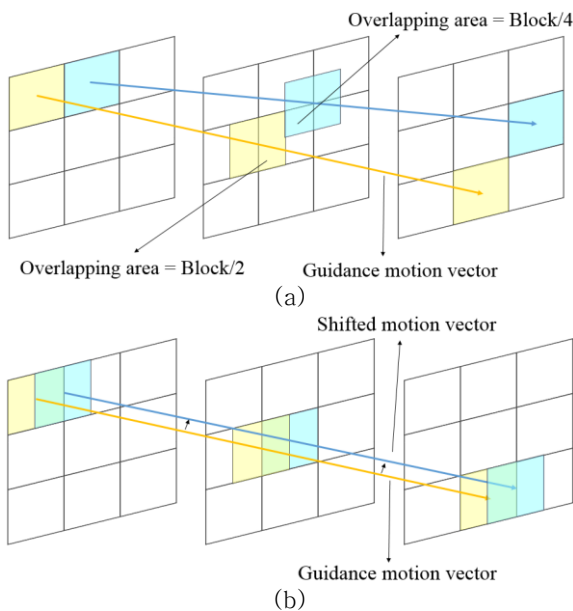 Overlapping area = Block/4
Overlapping area = Block/2
Guidance motion vector
(a)
Shifted motion vector
Guidance motion vector
(b)